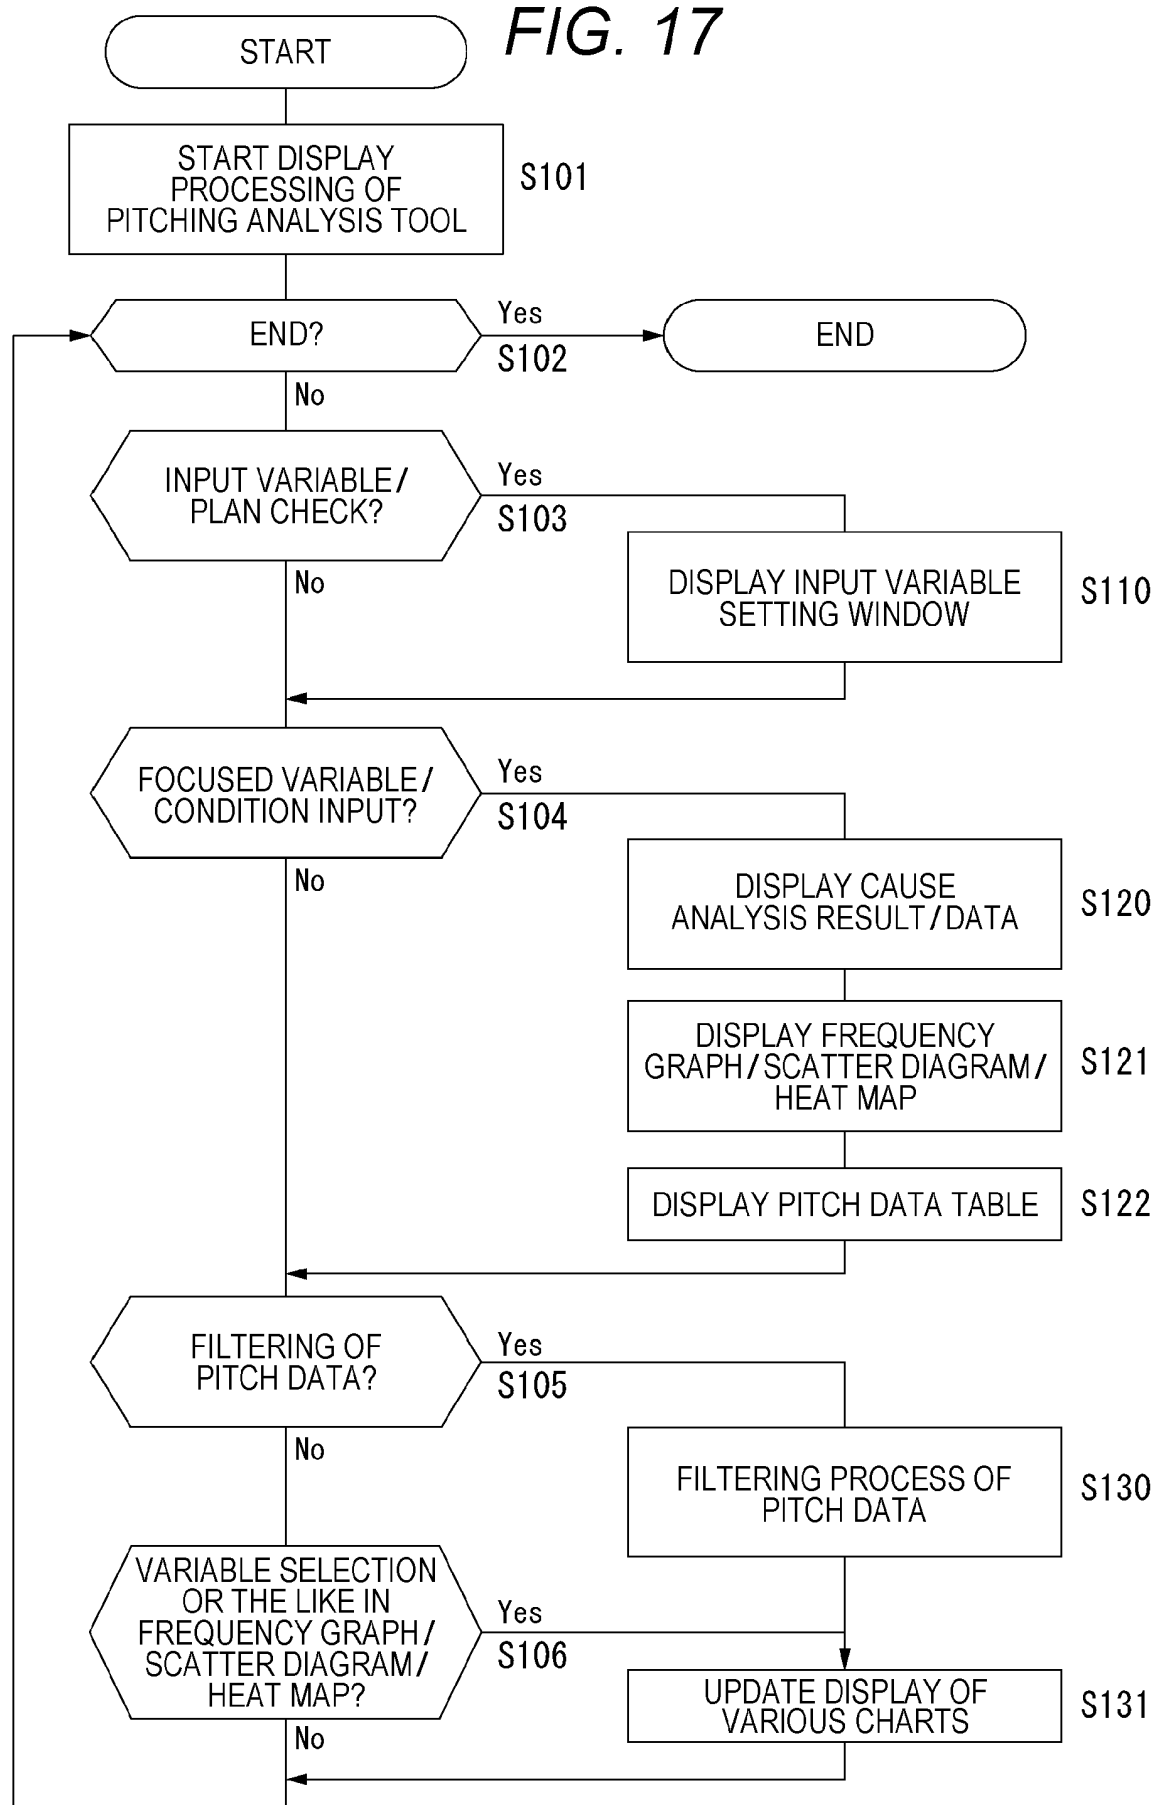 FIG. 17
START
START DISPLAY
PROCESSING OF
PITCHING ANALYSIS TOOL
S101
END?
Yes
S102
END
No
INPUT VARIABLE/
PLAN CHECK?
Yes
S103
No
DISPLAY INPUT VARIABLE
SETTING WINDOW
S110
FOCUSED VARIABLE/
CONDITION INPUT?
Yes
S104
No
DISPLAY CAUSE
ANALYSIS RESULT/DATA
S120
DISPLAY FREQUENCY
GRAPH/SCATTER DIAGRAM/
HEAT MAP
S121
DISPLAY PITCH DATA TABLE
S122
FILTERING OF
PITCH DATA?
Yes
S105
No
FILTERING PROCESS OF
PITCH DATA
S130
VARIABLE SELECTION
OR THE LIKE IN
FREQUENCY GRAPH/
SCATTER DIAGRAM/
HEAT MAP?
Yes
S106
No
UPDATE DISPLAY OF
VARIOUS CHARTS
S131